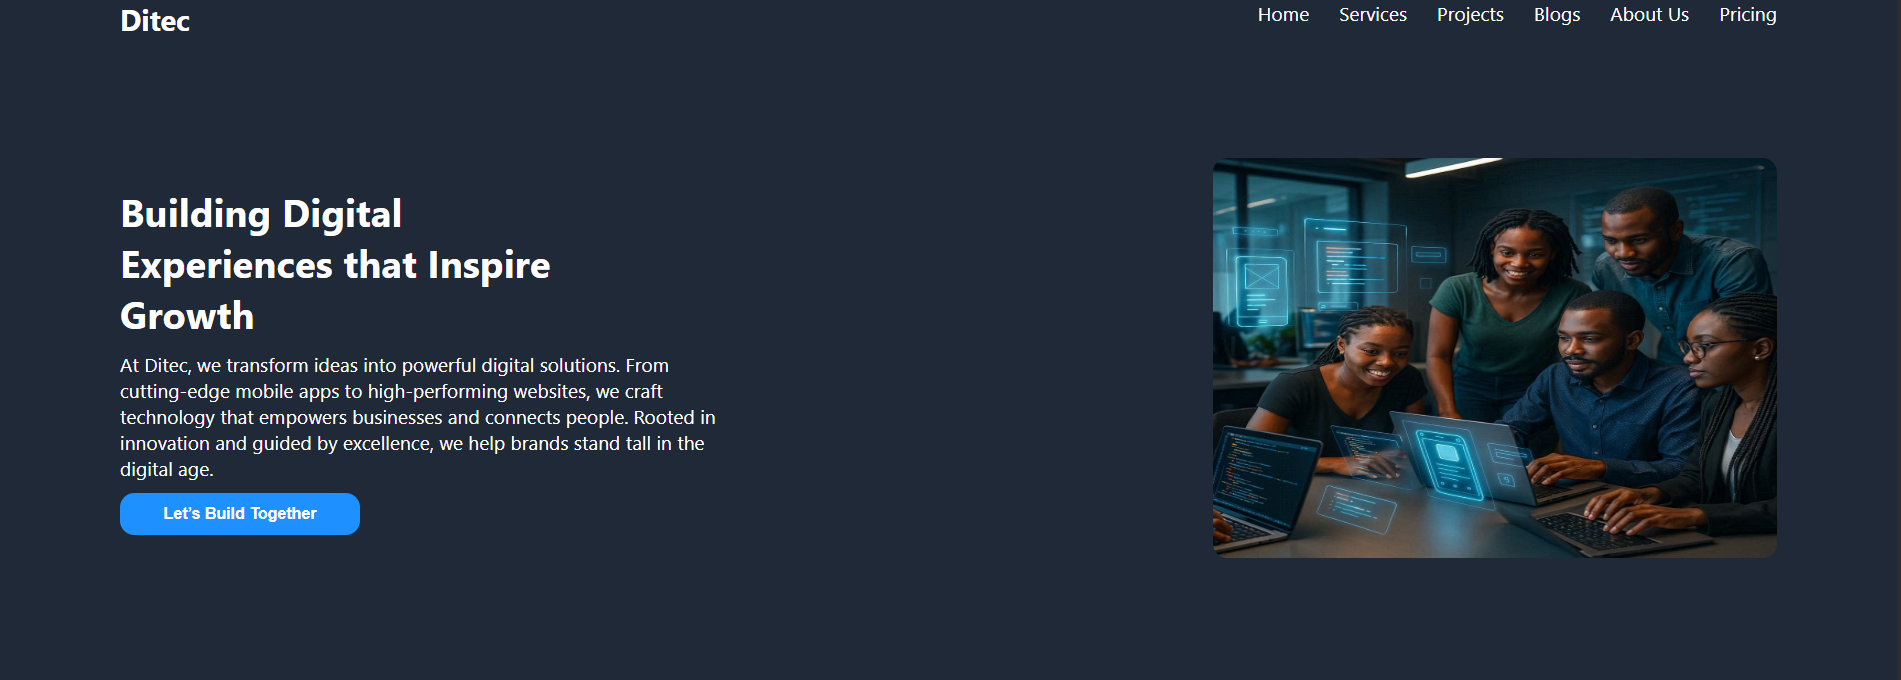 Ditec
Home Services Projects Blogs About Us Pricing
Building Digital
Experiences that Inspire
Growth
At Ditec, we transform ideas into powerful digital solutions. From
cutting-edge mobile apps to high-performing websites, we craft
technology that empowers businesses and connects people. Rooted in
innovation and guided by excellence, we help brands stand tall in the
digital age.
Let’s Build Together